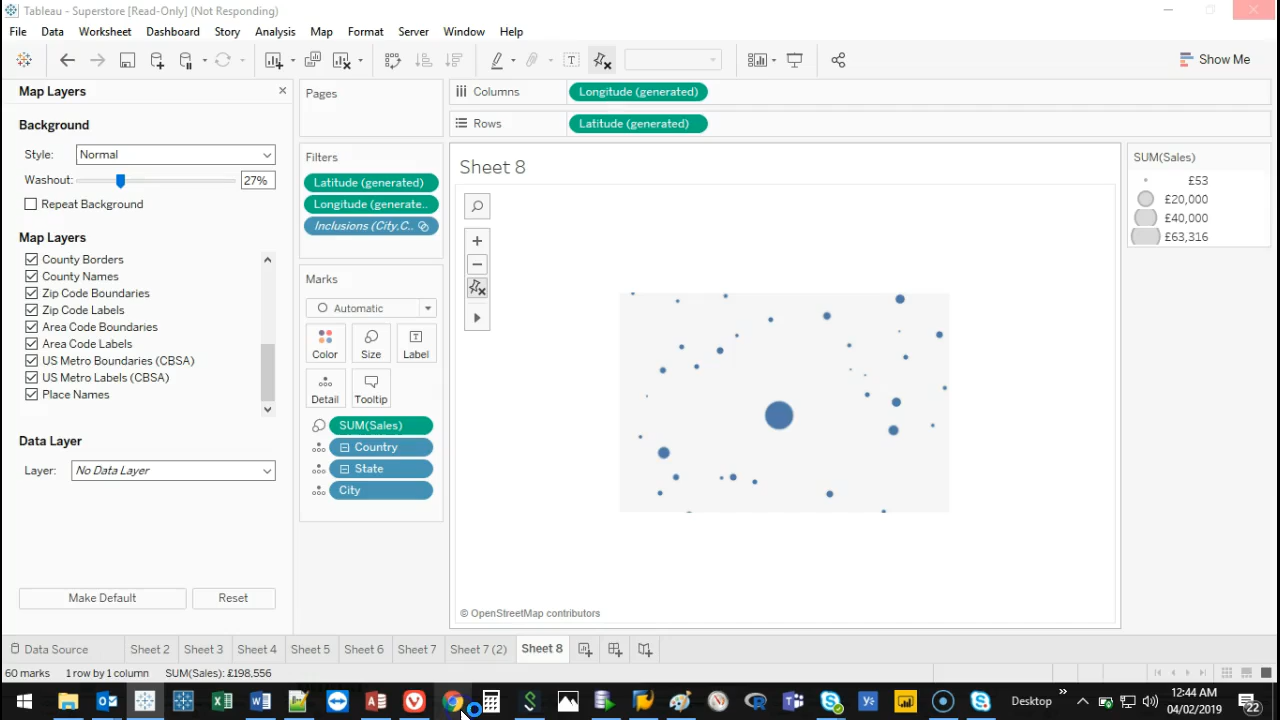 Tableau - Superstore [Read-Only] (Not Responding)
File Data Worksheet Dashboard Story Analysis Map Format Server Window Help
Show Me
Map Layers
Background
Style: Normal
Washout: 27%
Repeat Background
Map Layers
County Borders
County Names
Zip Code Boundaries
Zip Code Labels
Area Code Boundaries
Area Code Labels
US Metro Boundaries (CBSA)
US Metro Labels (CBSA)
Place Names
Data Layer
Layer: No Data Layer
Make Default Reset
Pages
Filters
Latitude (generated)
Longitude (generate..
Inclusions (City,C..
Marks
Automatic
Color Size Label
Detail Tooltip
SUM(Sales)
Country
State
City
Columns Longitude (generated)
Rows Latitude (generated)
Sheet 8
© OpenStreetMap contributors
SUM(Sales)
£53
£20,000
£40,000
£63,316
Data Source Sheet 2 Sheet 3 Sheet 4 Sheet 5 Sheet 6 Sheet 7 Sheet 7 (2) Sheet 8
60 marks 1 row by 1 column SUM(Sales): £198,556
Desktop
12:44 AM
04/02/2019
22